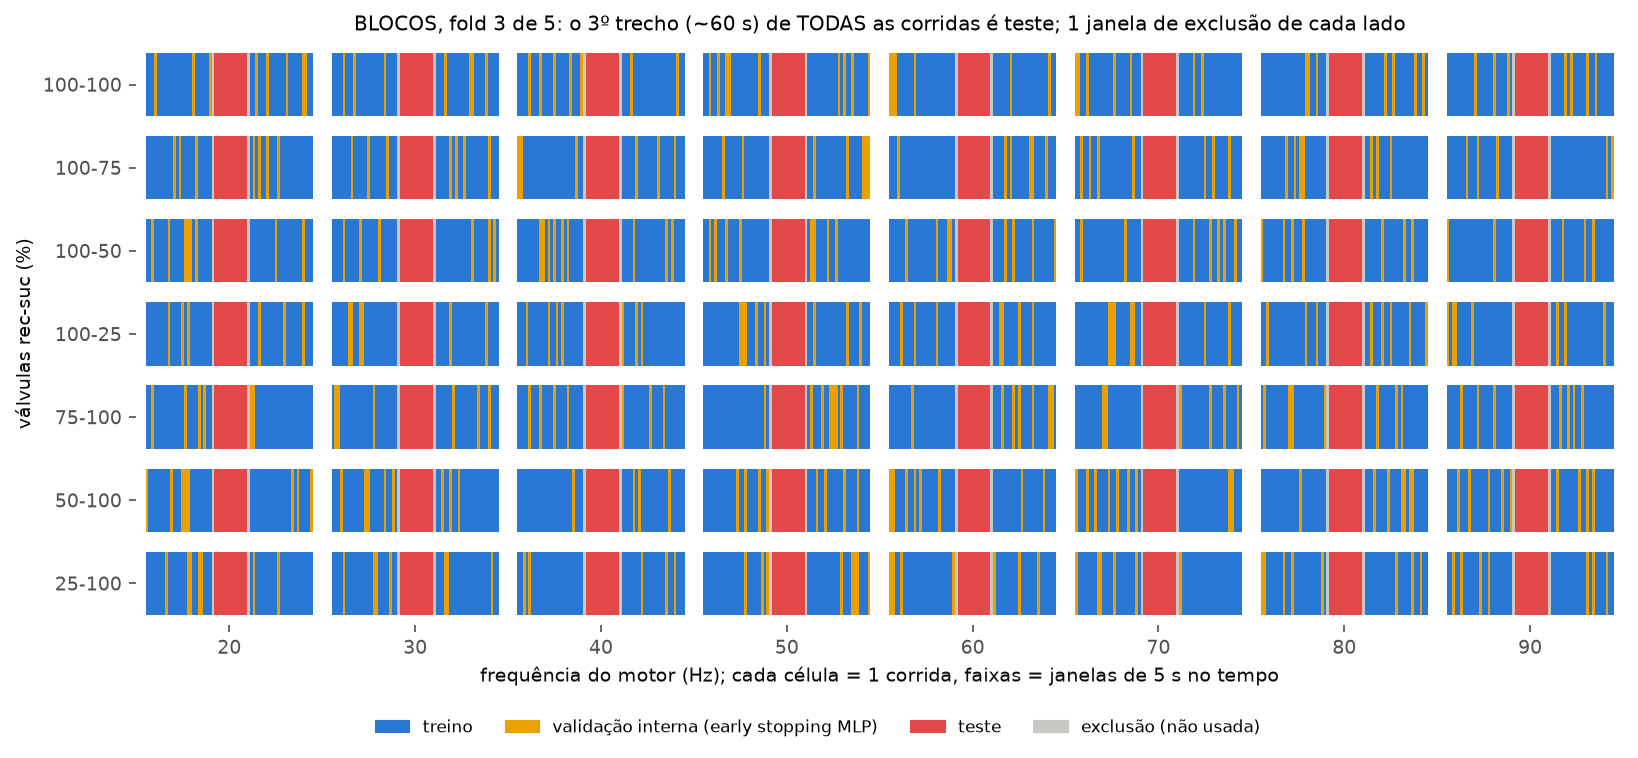 BLOCOS, fold 3 de 5: o 3º trecho (~60 s) de TODAS as corridas é teste; 1 janela de exclusão de cada lado
válvulas rec-suc (%)
100-100
100-75
100-50
100-25
75-100
50-100
25-100
20 30 40 50 60 70 80 90
frequência do motor (Hz); cada célula = 1 corrida, faixas = janelas de 5 s no tempo
treino validação interna (early stopping MLP) teste exclusão (não usada)